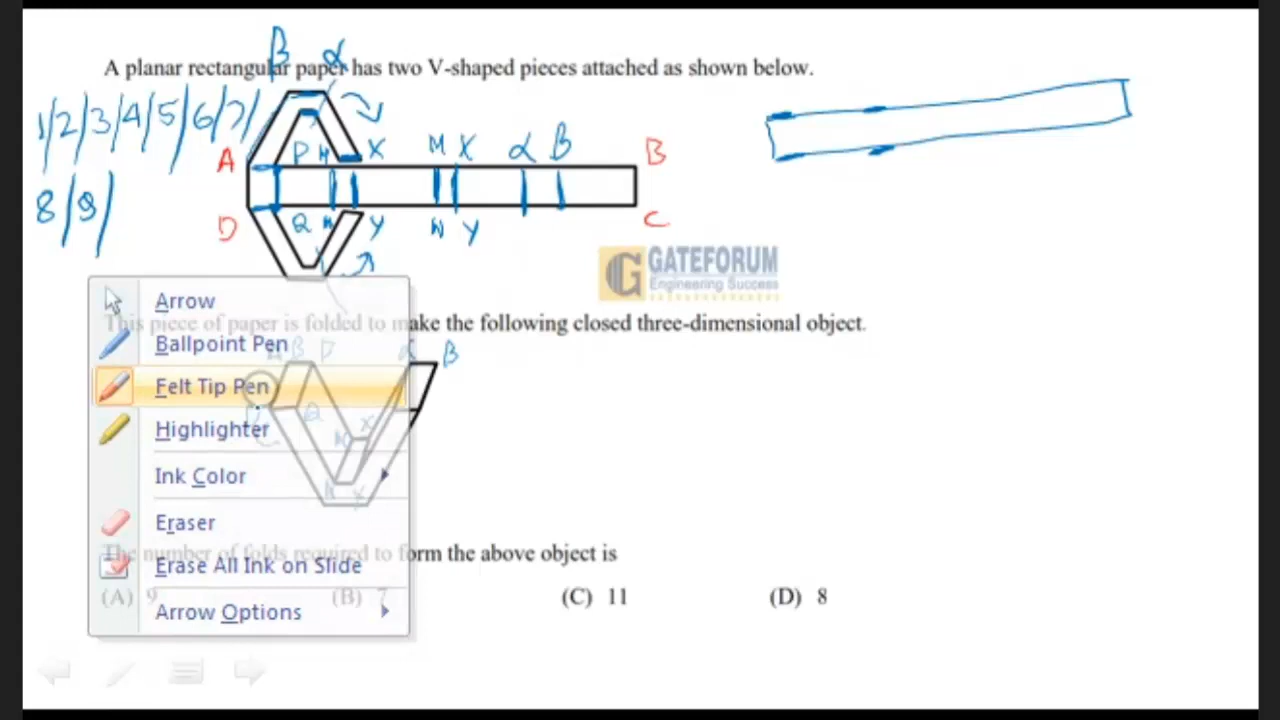 β α
A planar rectangular paper has two V-shaped pieces attached as shown below.
1/2/3/4/5/6/7/
8/9/
A P M X M X α β B
D Q N Y N Y C
GATEFORUM
Engineering Success
This piece of paper is folded to make the following closed three-dimensional object.
β P α β
Q X
N Y
Arrow
Ballpoint Pen
Felt Tip Pen
Highlighter
Ink Color
Eraser
Erase All Ink on Slide
Arrow Options
The number of folds required to form the above object is
(A) 9 (B) 7 (C) 11 (D) 8